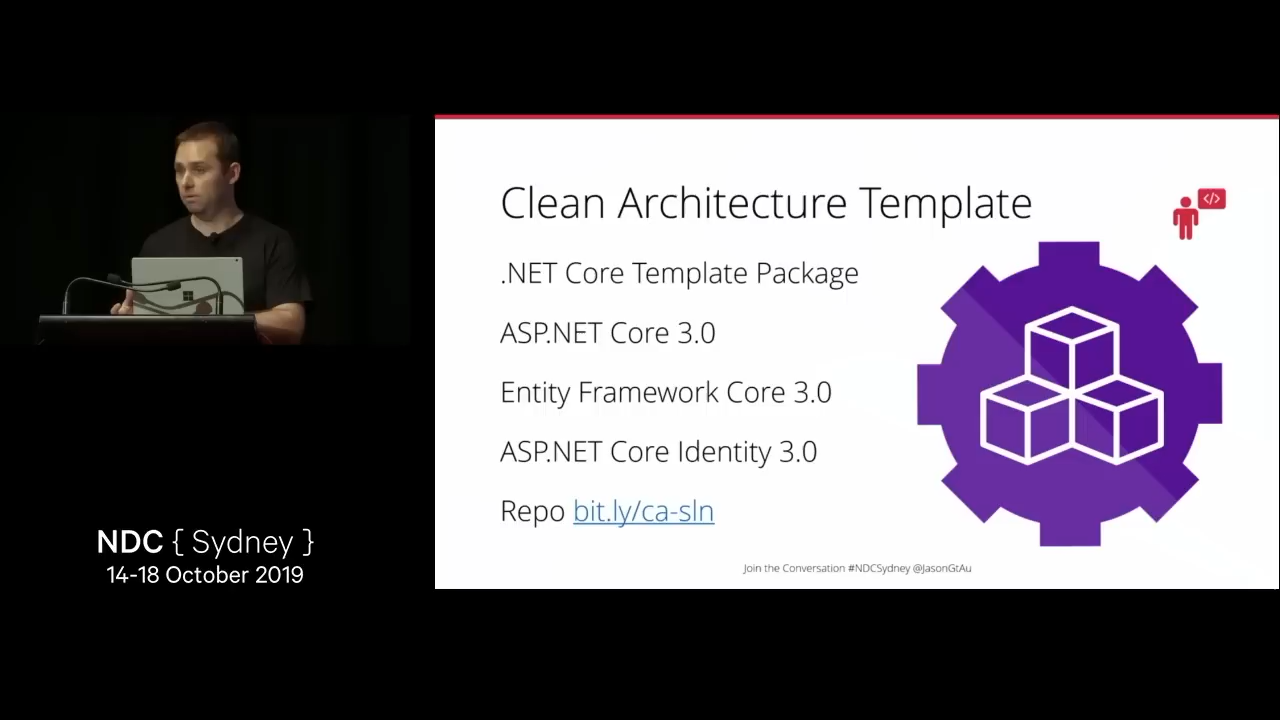 Clean Architecture Template
</>
.NET Core Template Package
ASP.NET Core 3.0
Entity Framework Core 3.0
ASP.NET Core Identity 3.0
Repo bit.ly/ca-sln
Join the Conversation #NDCSydney @JasonGtAu
NDC { Sydney }
14-18 October 2019